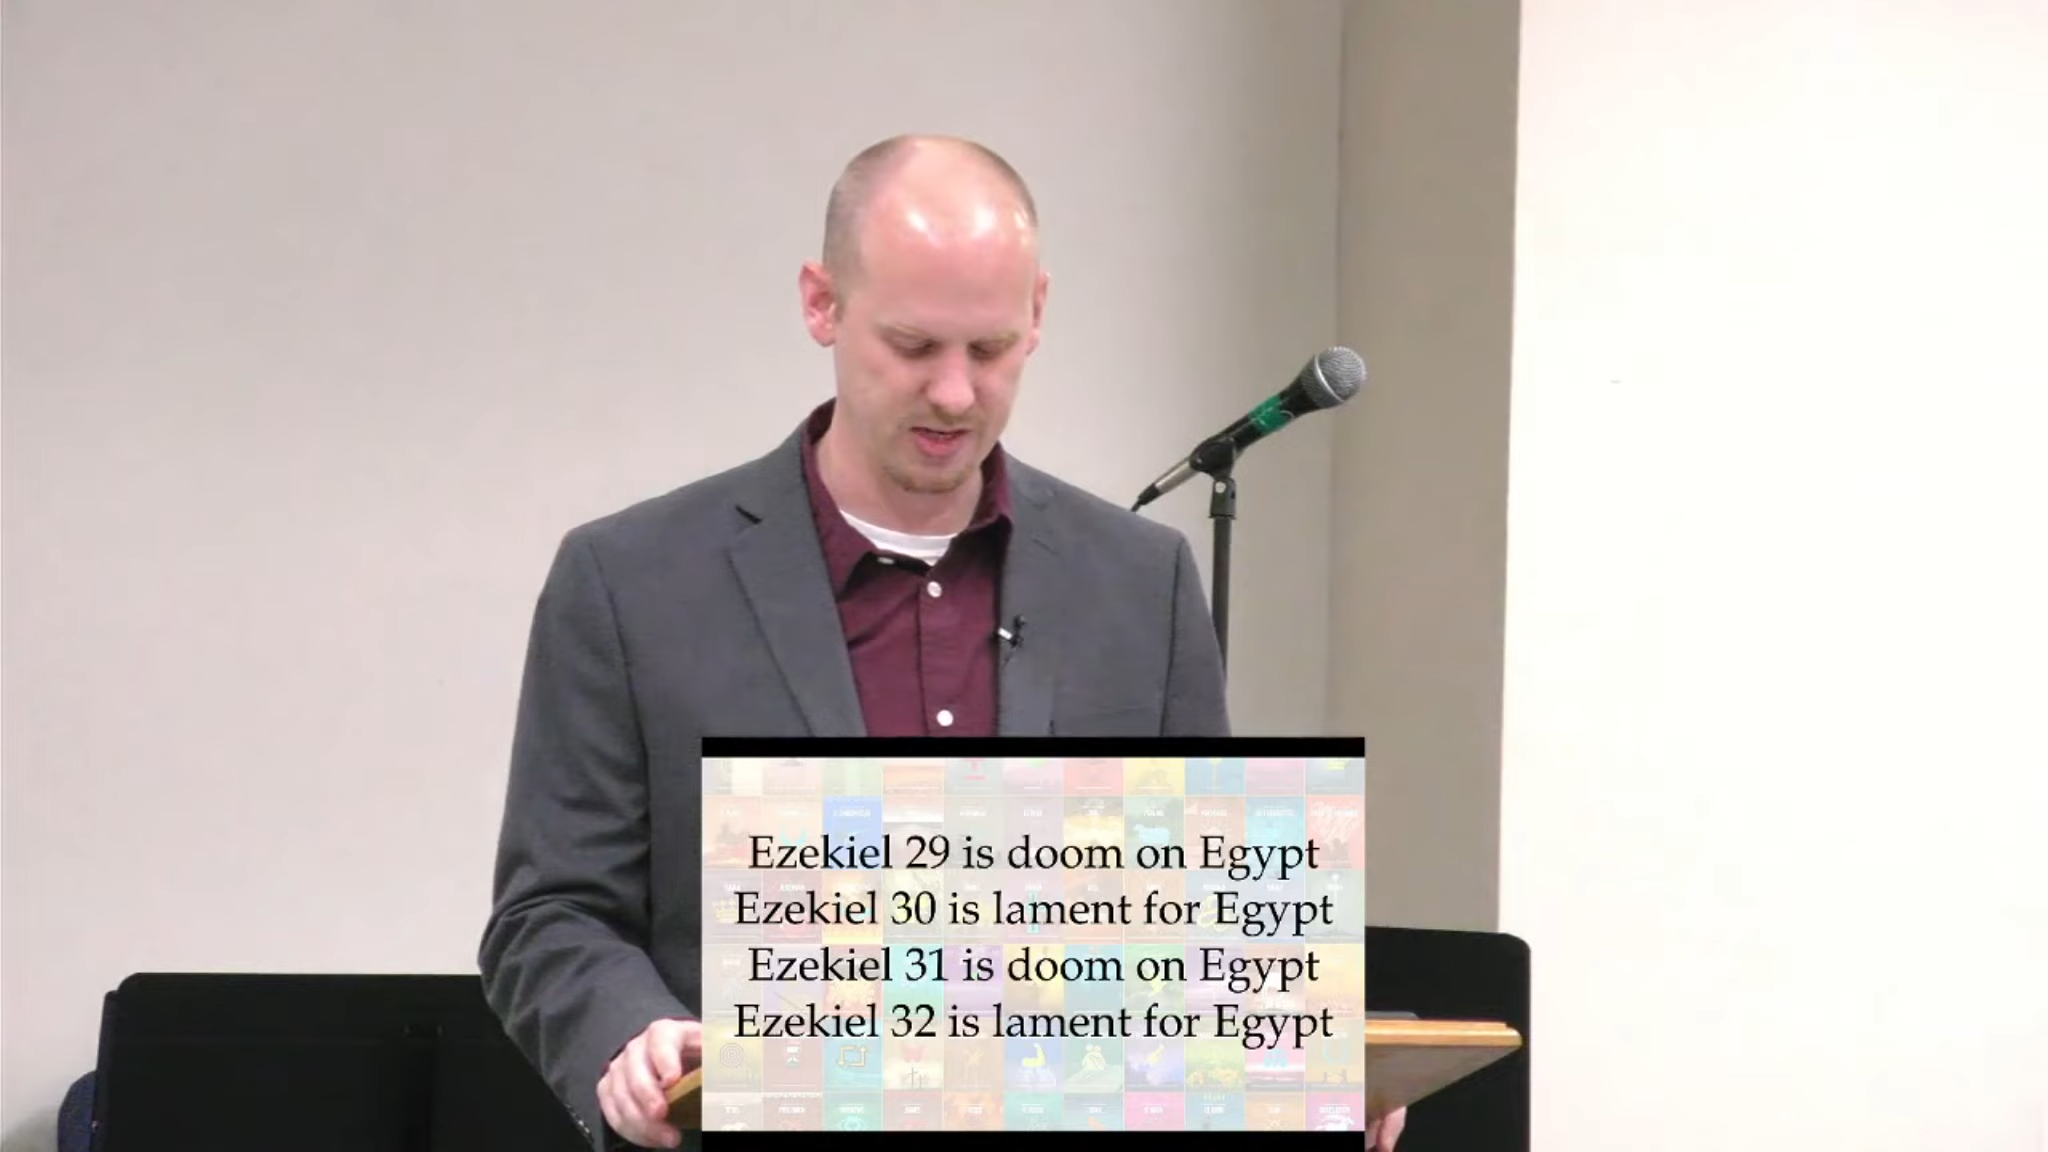 Ezekiel 29 is doom on Egypt
Ezekiel 30 is lament for Egypt
Ezekiel 31 is doom on Egypt
Ezekiel 32 is lament for Egypt